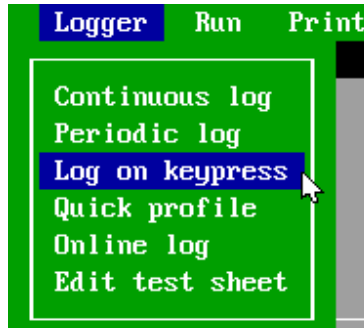 Logger Run Print
Continuous log
Periodic log
Log on keypress
Quick profile
Online log
Edit test sheet